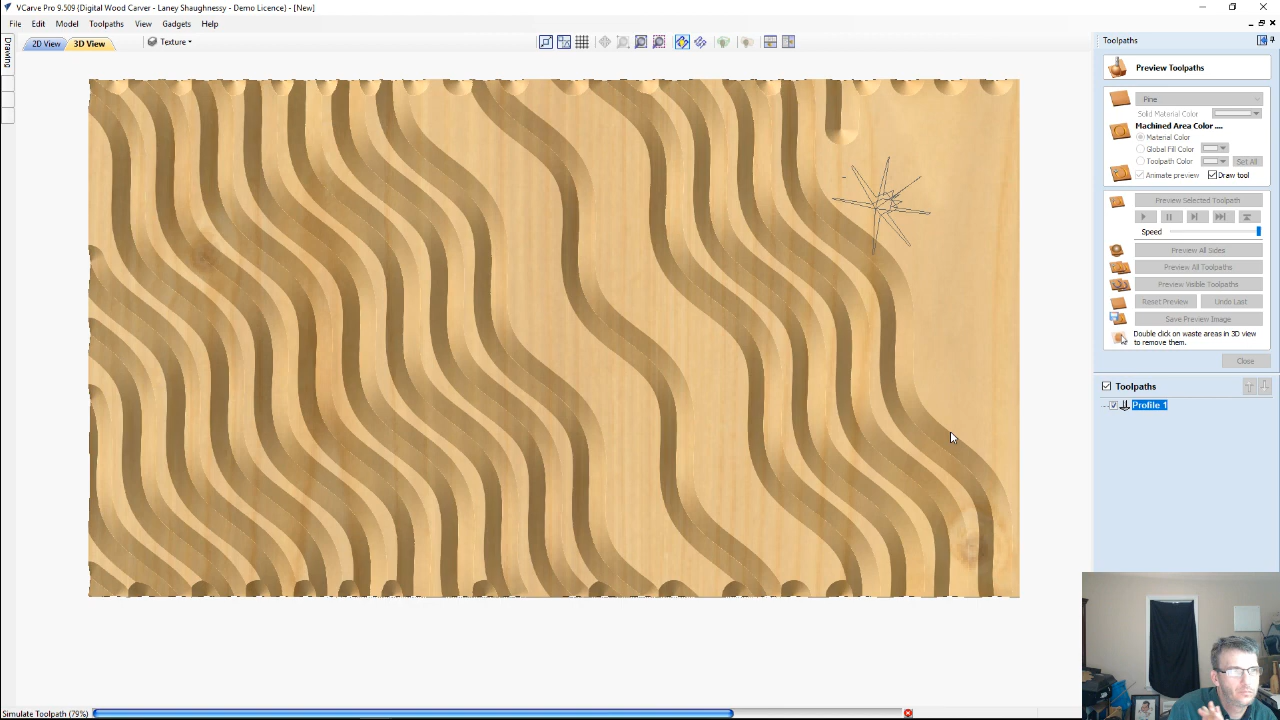 VCarve Pro 9.509 {Digital Wood Carver - Laney Shaughnessy - Demo Licence} - [New]
File Edit Model Toolpaths View Gadgets Help
2D View 3D View Texture
Drawing
Toolpaths
Preview Toolpaths
Pine
Solid Material Color
Machined Area Color ....
Material Color
Global Fill Color
Toolpath Color Set All
Animate preview Draw tool
Preview Selected Toolpath
Speed
Preview All Sides
Preview All Toolpaths
Preview Visible Toolpaths
Reset Preview Undo Last
Save Preview Image
Double click on waste areas in 3D view
to remove them.
Close
Toolpaths
Profile 1
Simulate Toolpath (79%)